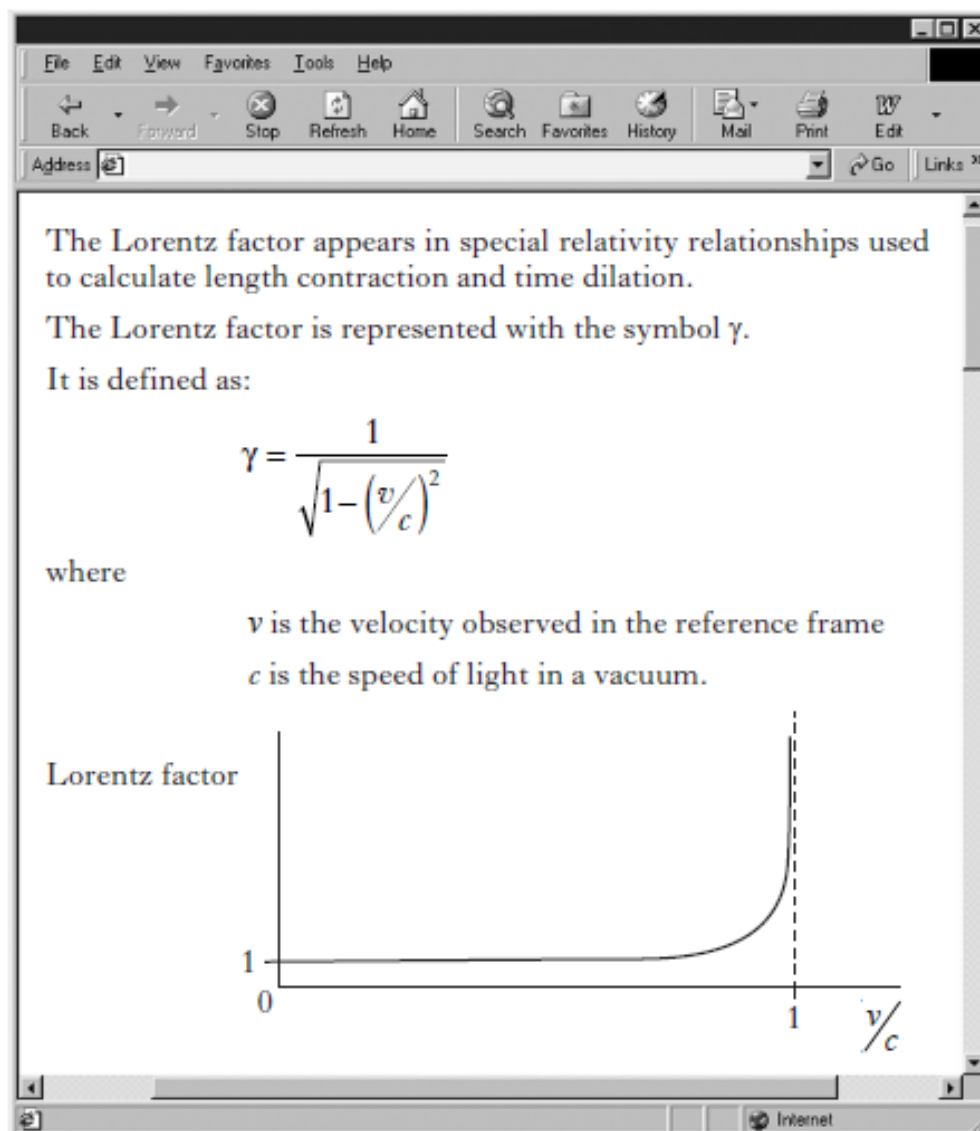 File Edit View Favorites Tools Help
Back Forward Stop Refresh Home Search Favorites History Mail Print Edit
Address Go Links »
The Lorentz factor appears in special relativity relationships used
to calculate length contraction and time dilation.
The Lorentz factor is represented with the symbol γ.
It is defined as:
γ = 1 / √(1 − (v/c)²)
where
v is the velocity observed in the reference frame
c is the speed of light in a vacuum.
Lorentz factor
1
0
1
v/c
Internet